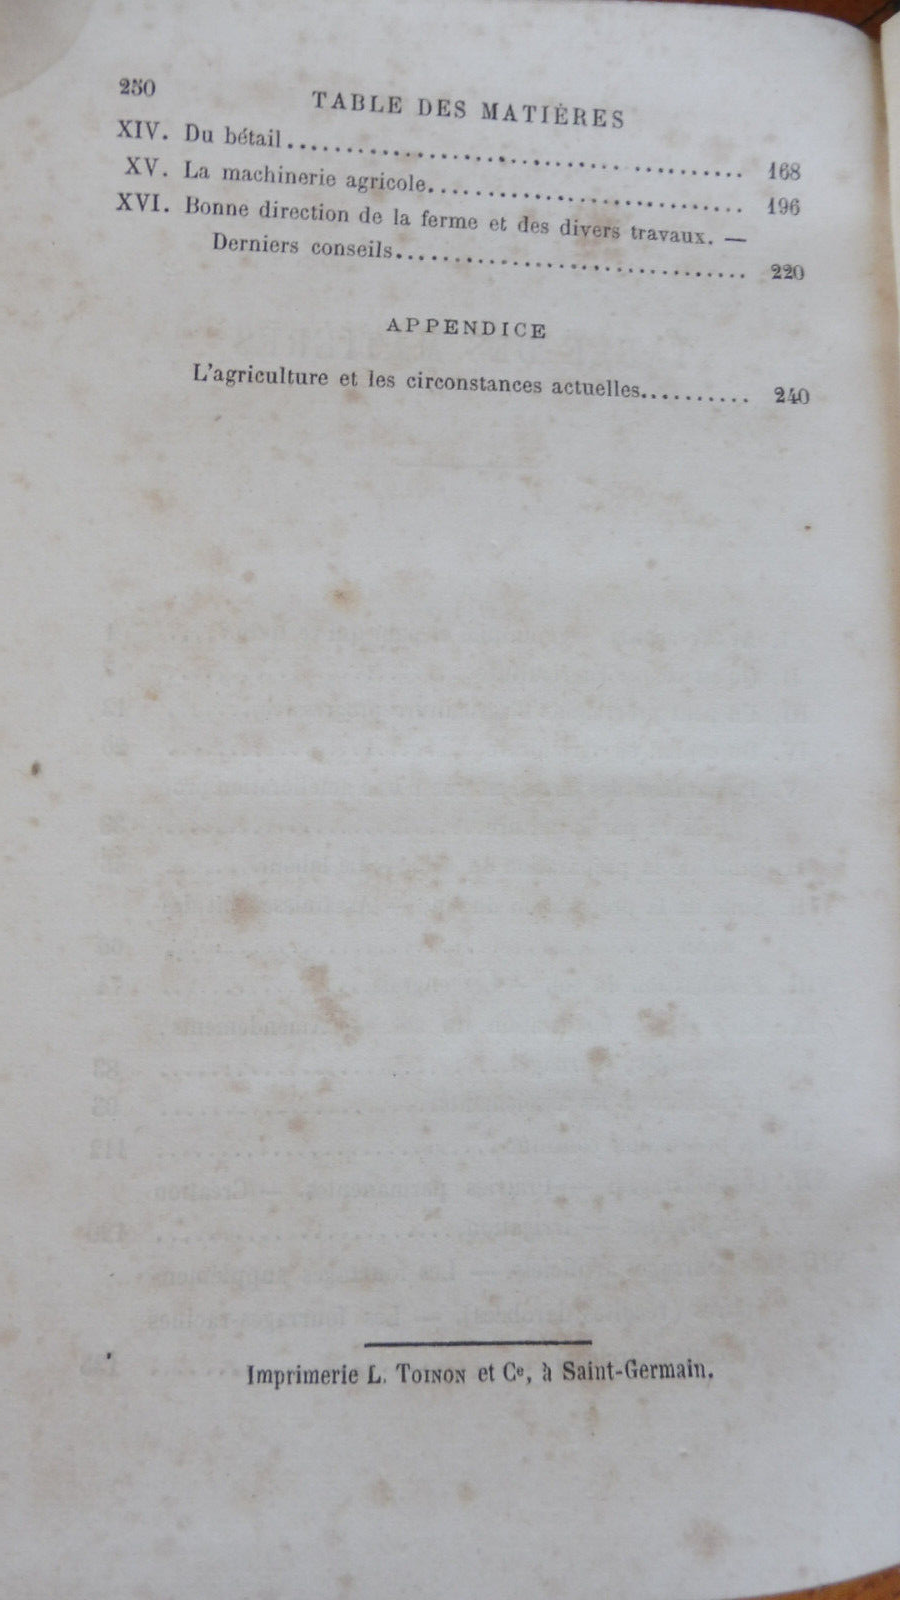 250
TABLE DES MATIÈRES
XIV. Du bétail........................................ 168
XV. La machinerie agricole............................ 196
XVI. Bonne direction de la ferme et des divers travaux. —
Derniers conseils.............................. 220
APPENDICE
L'agriculture et les circonstances actuelles.......... 240
Imprimerie L. TOINON et Ce, à Saint-Germain.